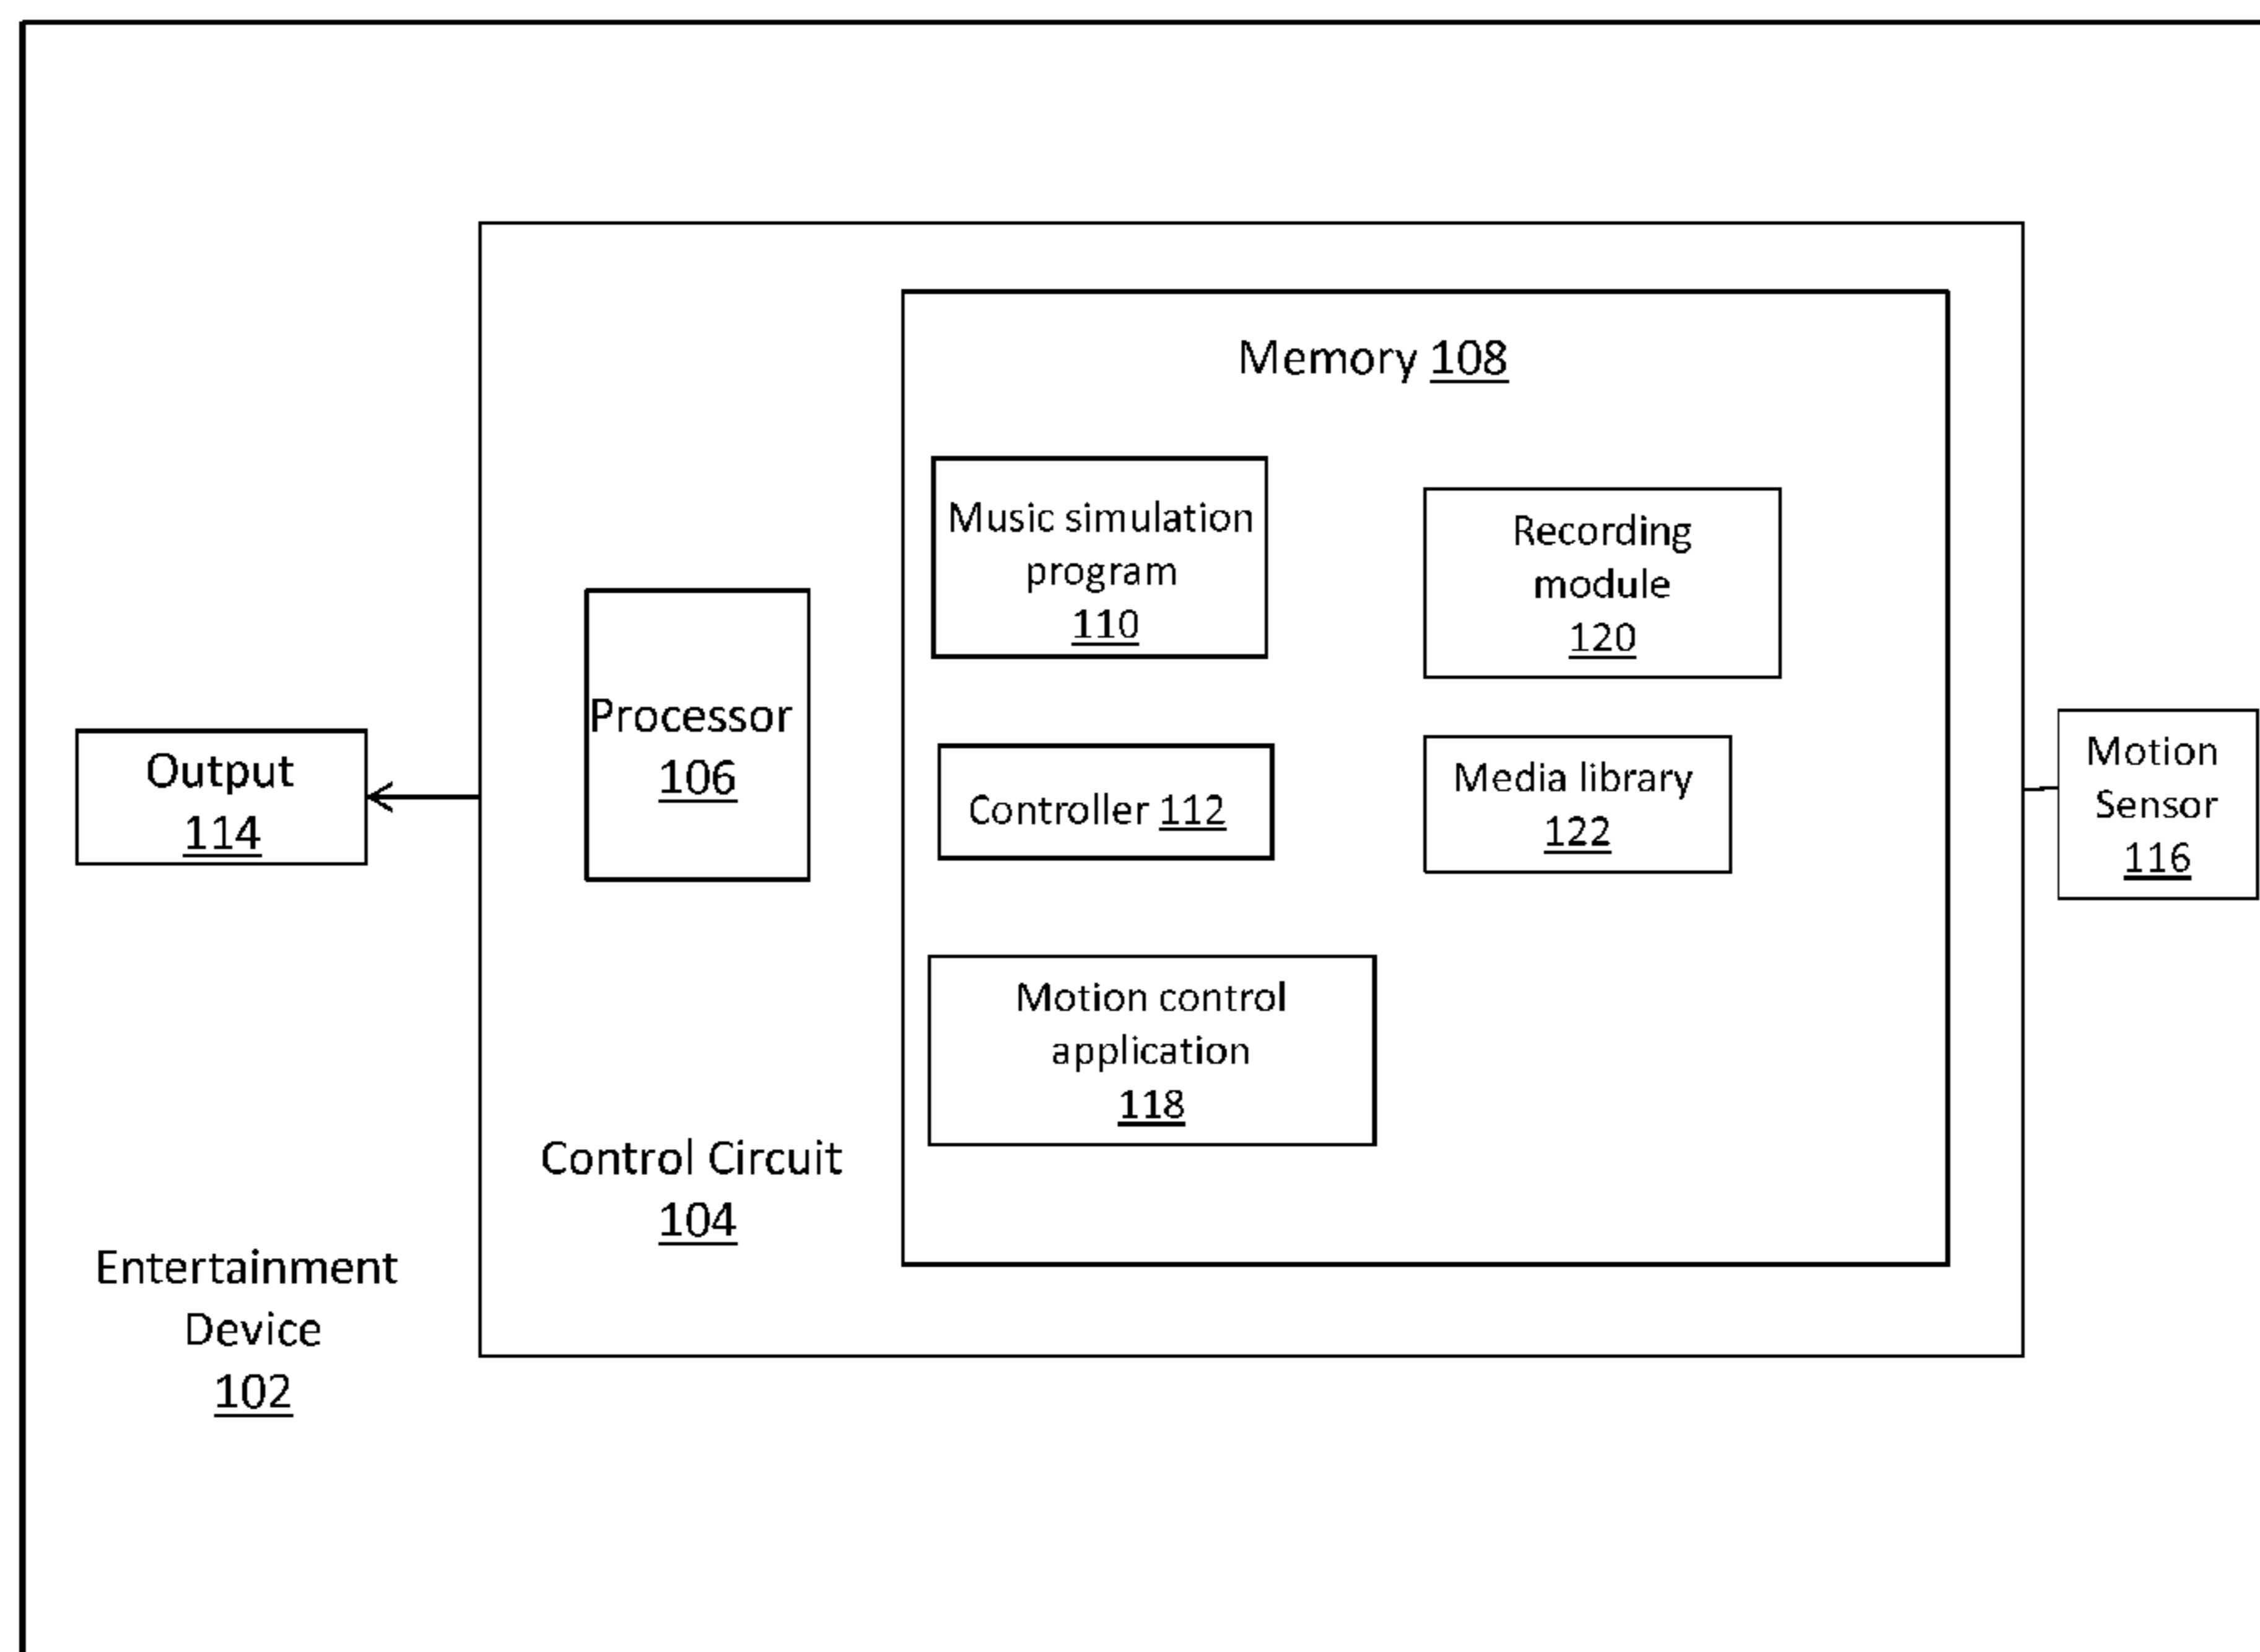 Memory 108
Music simulation
program
110
Recording
module
120
Processor
106
Output
114
Controller 112
Media library
122
Motion
Sensor
116
Motion control
application
118
Control Circuit
104
Entertainment
Device
102